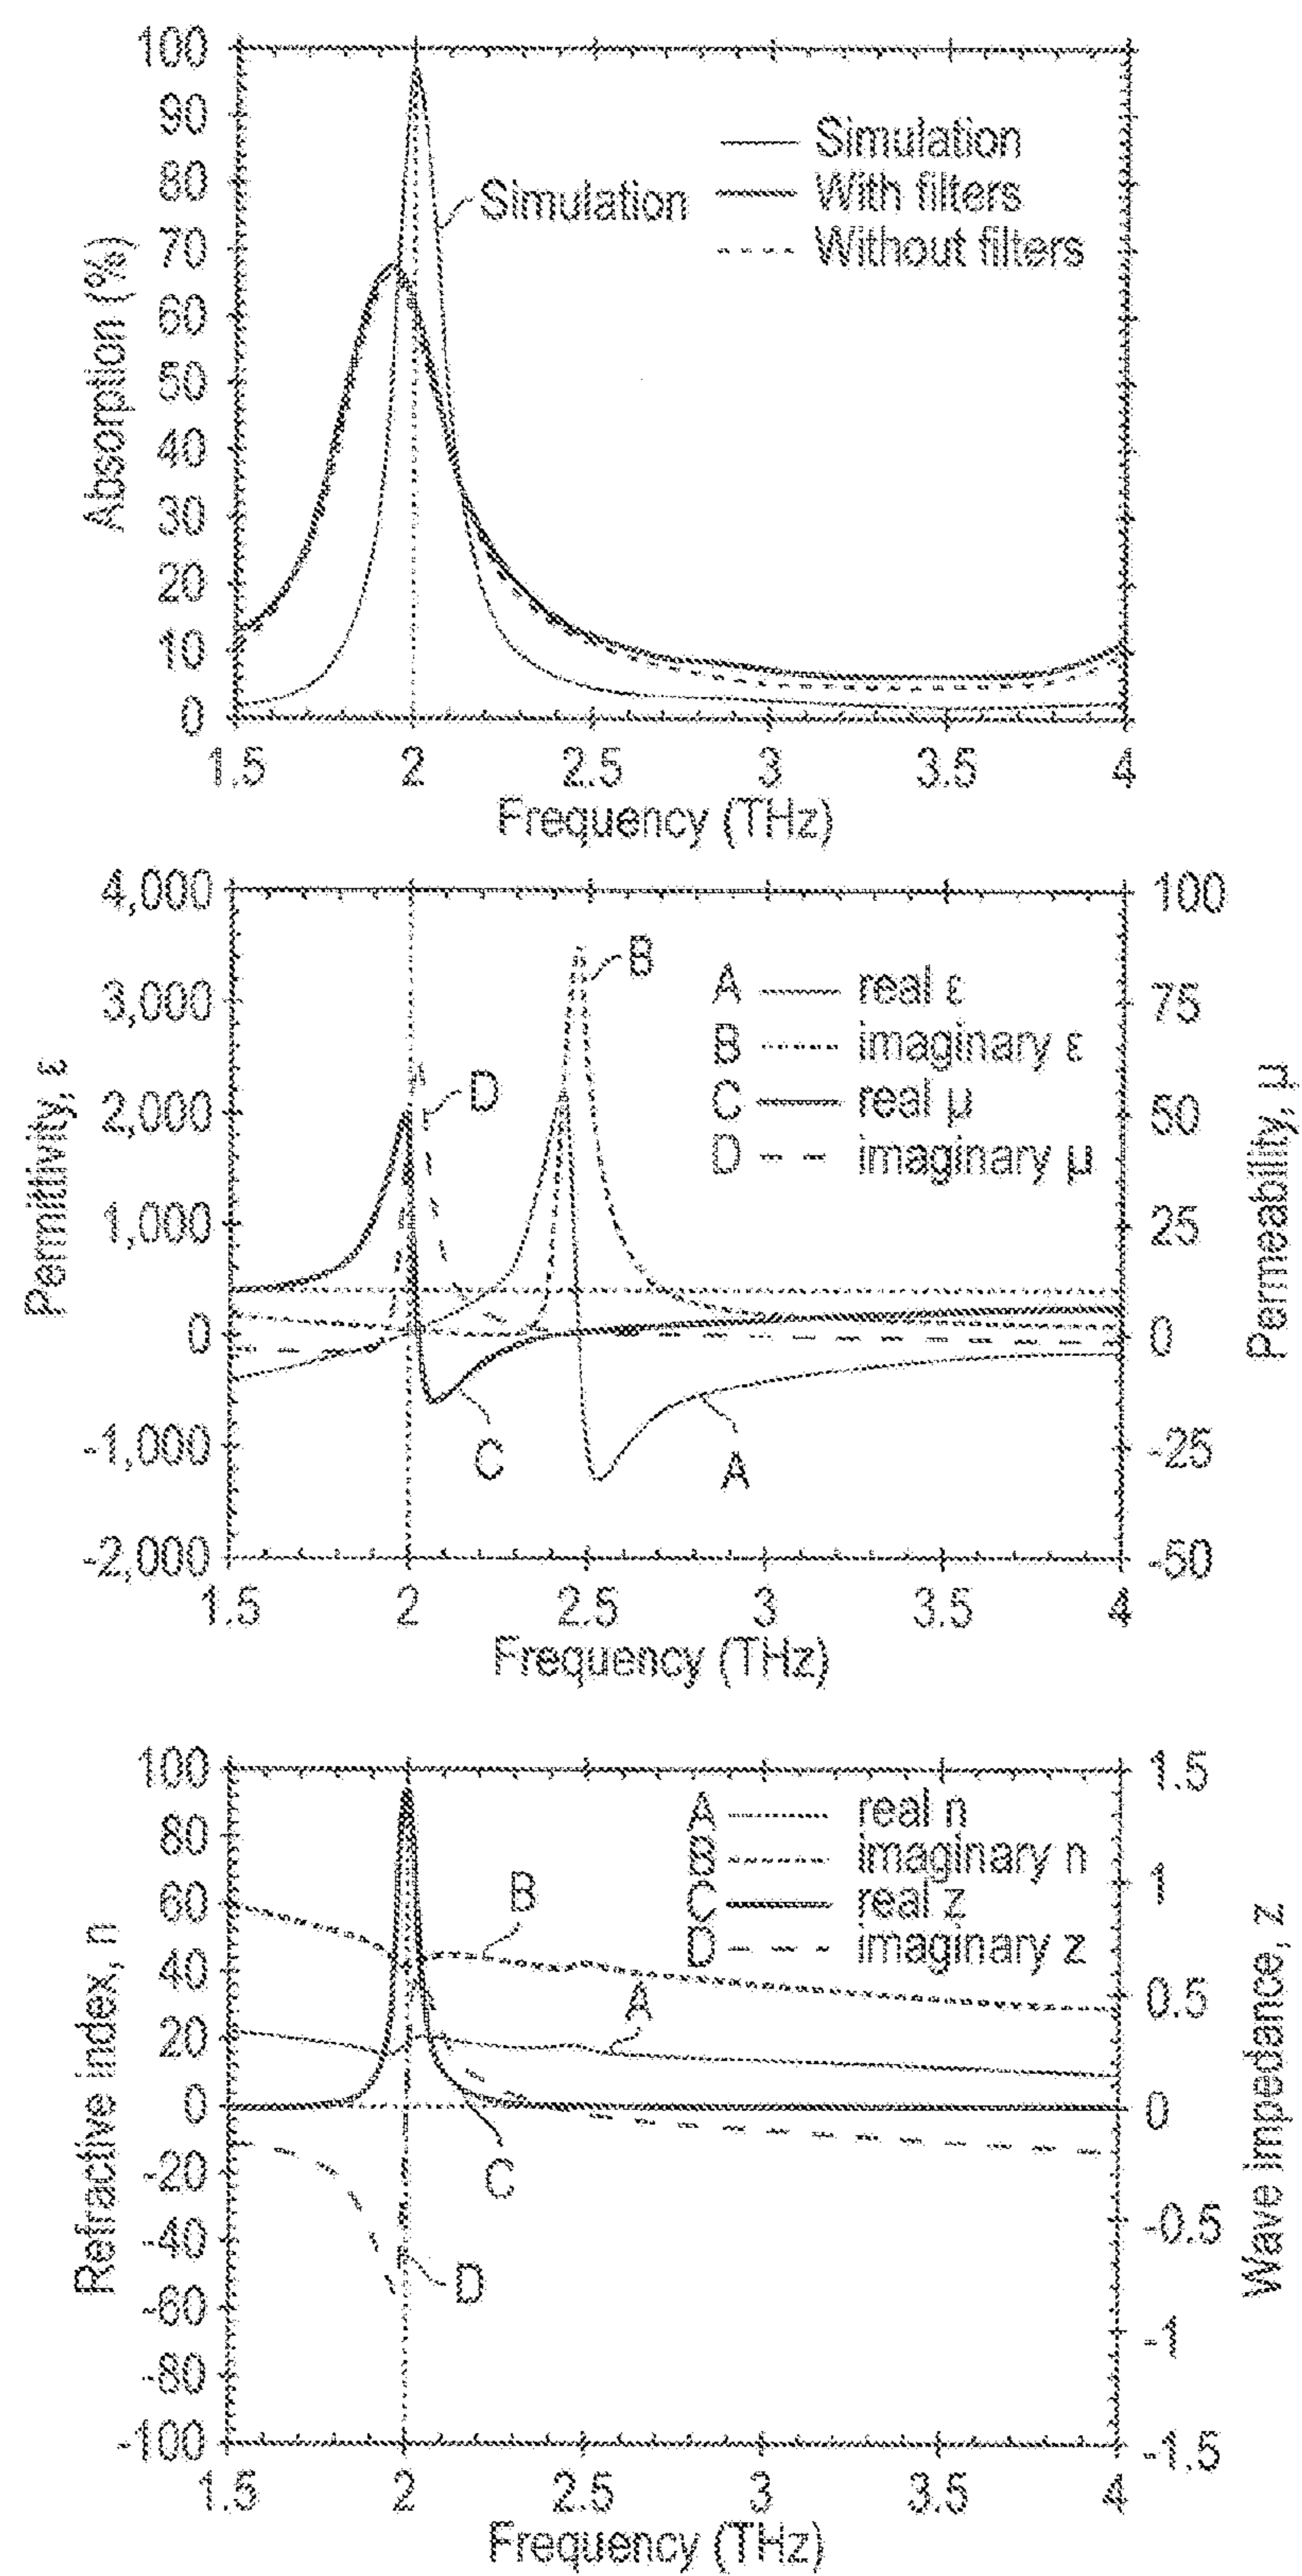 100
90
80
70
60
50
40
30
20
10
0
Absorption (%)
Simulation
With filters
Without filters
Simulation
1.5 2 2.5 3 3.5 4
Frequency (THz)
4,000
3,000
2,000
1,000
0
-1,000
-2,000
Permittivity, ε
100
75
50
25
0
-25
-50
Permeability, μ
A real ε
B imaginary ε
C real μ
D imaginary μ
B
D
C
A
1.5 2 2.5 3 3.5 4
Frequency (THz)
100
80
60
40
20
0
-20
-40
-60
-80
-100
Refractive index, n
1.5
1
0.5
0
-0.5
-1
-1.5
Wave impedance, z
A real n
B imaginary n
C real z
D imaginary z
B
A
C
D
1.5 2 2.5 3 3.5 4
Frequency (THz)